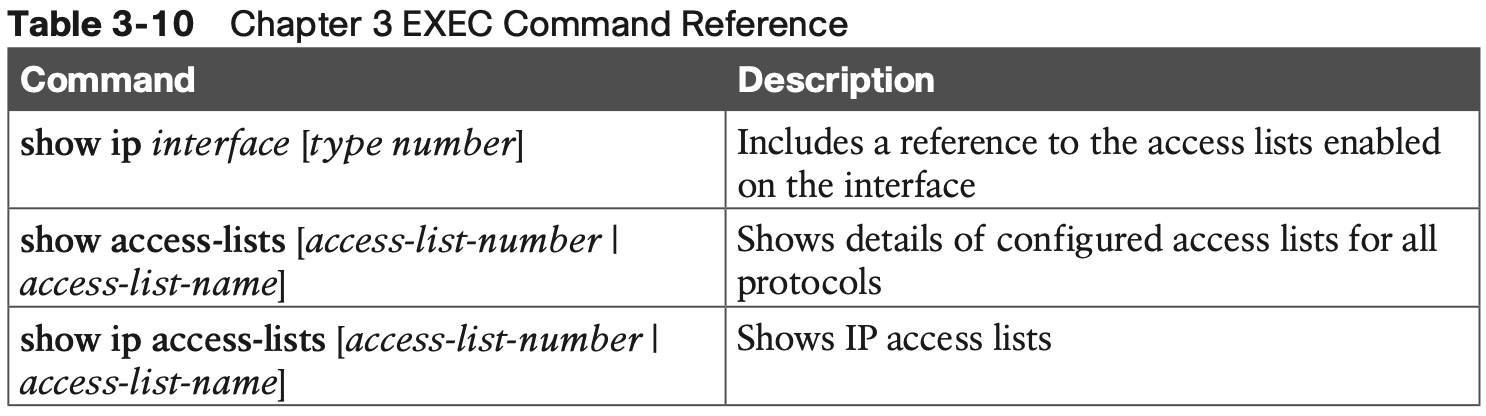 Table 3-10 Chapter 3 EXEC Command Reference
Command Description
show ip interface [type number] Includes a reference to the access lists enabled
on the interface
show access-lists [access-list-number | Shows details of configured access lists for all
access-list-name] protocols
show ip access-lists [access-list-number | Shows IP access lists
access-list-name]